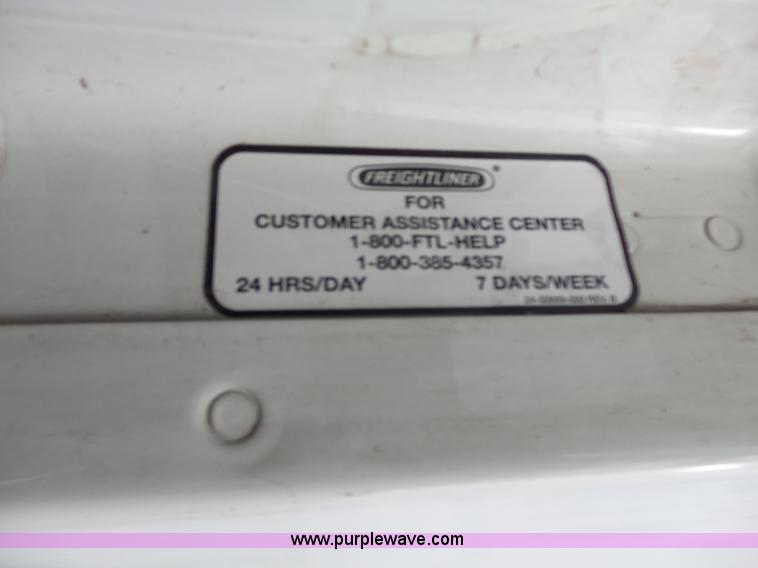 FREIGHTLINER®
FOR
CUSTOMER ASSISTANCE CENTER
1-800-FTL-HELP
1-800-385-4357
24 HRS/DAY 7 DAYS/WEEK
www.purplewave.com